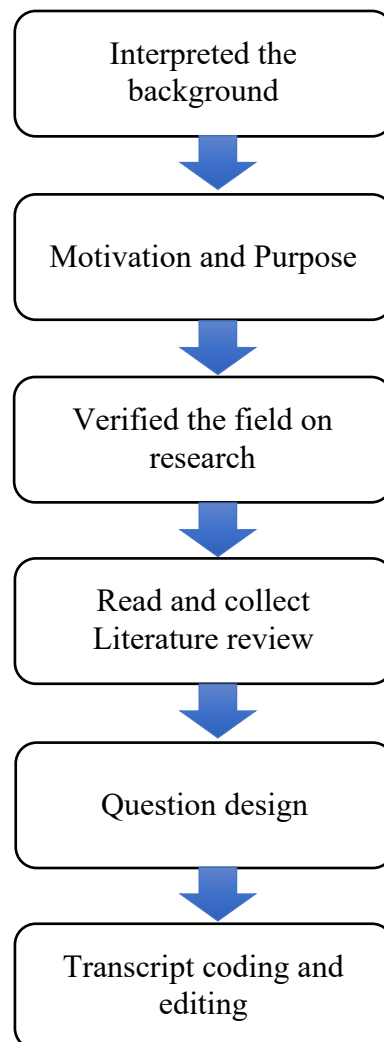 Interpreted the
background
Motivation and Purpose
Verified the field on
research
Read and collect
Literature review
Question design
Transcript coding and
editing